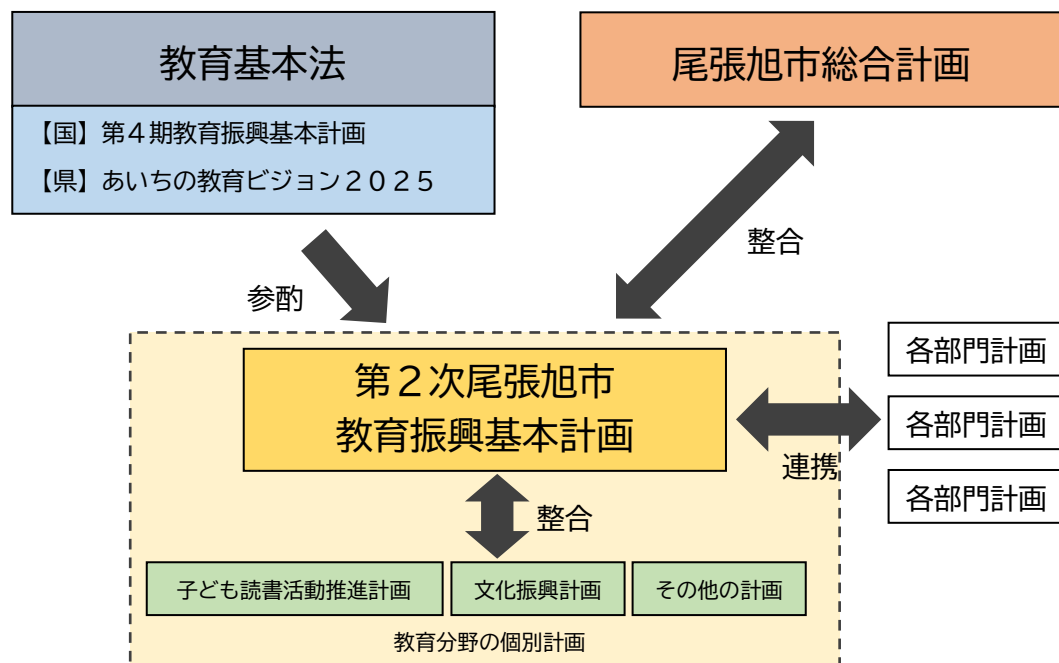 教育基本法
【国】第４期教育振興基本計画
【県】あいちの教育ビジョン２０２５
尾張旭市総合計画
整合
参酌
第２次尾張旭市
教育振興基本計画
連携
各部門計画
各部門計画
各部門計画
整合
子ども読書活動推進計画
文化振興計画
その他の計画
教育分野の個別計画